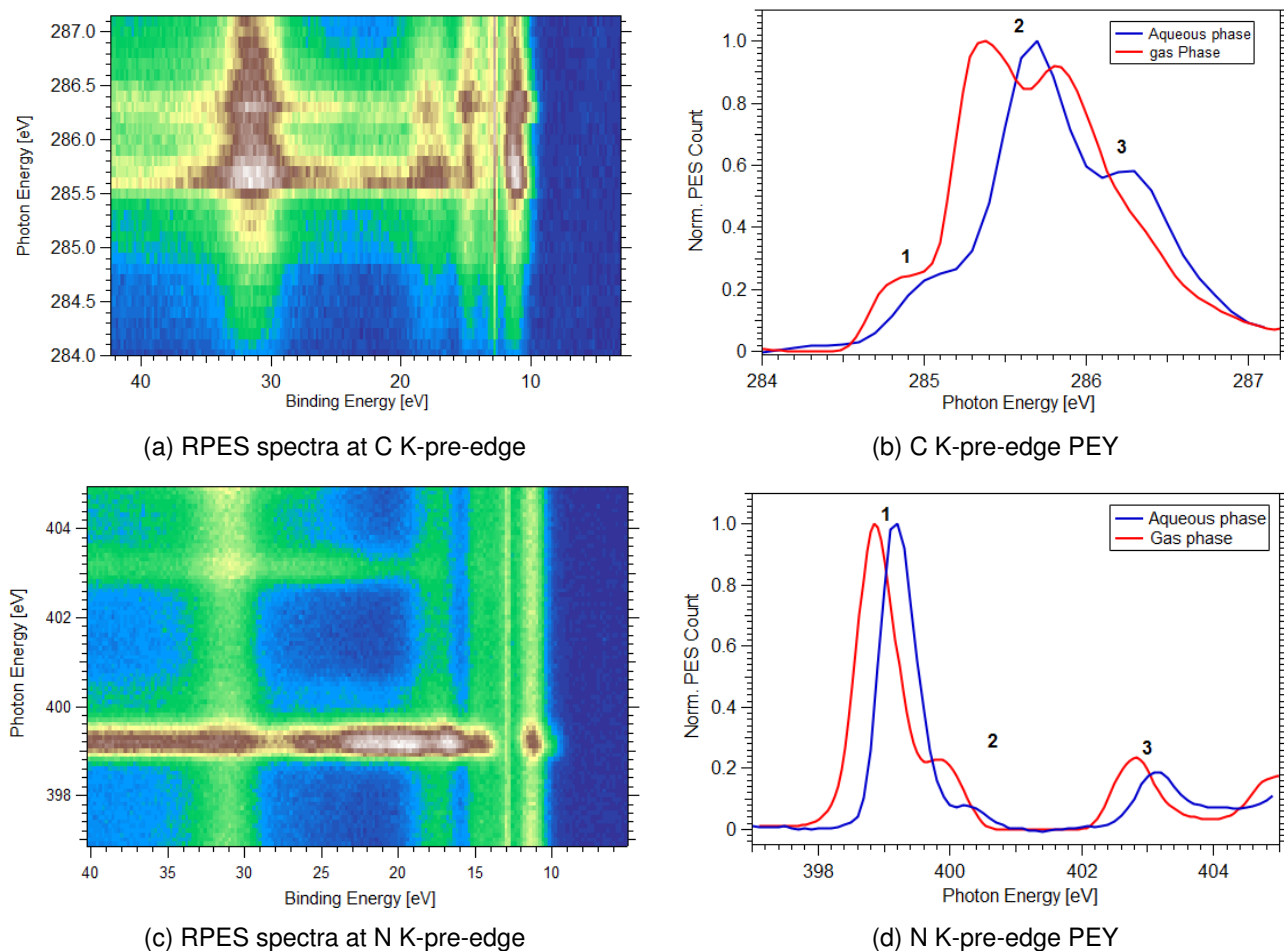 287.0
286.5
286.0
285.5
285.0
284.5
284.0
Photon Energy [eV]
40 30 20 10
Binding Energy [eV]
(a) RPES spectra at C K-pre-edge
1.0
0.8
0.6
0.4
0.2
0
Norm. PES Count
1
2
3
Aqueous phase
gas Phase
284 285 286 287
Photon Energy [eV]
(b) C K-pre-edge PEY
404
402
400
398
Photon Energy [eV]
40 35 30 25 20 15 10
Binding Energy [eV]
(c) RPES spectra at N K-pre-edge
1.0
0.8
0.6
0.4
0.2
0
Norm. PES Count
1
2
3
Aqueous phase
Gas phase
398 400 402 404
Photon Energy [eV]
(d) N K-pre-edge PEY